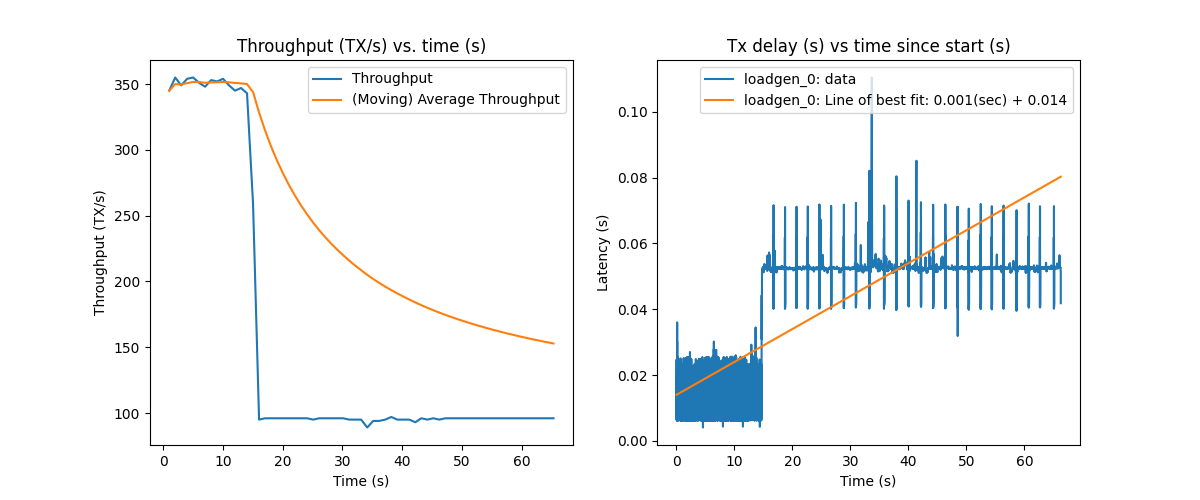 Throughput (TX/s) vs. time (s)
Throughput (TX/s)
350
300
250
200
150
100
Throughput
(Moving) Average Throughput
0 10 20 30 40 50 60
Time (s)
Tx delay (s) vs time since start (s)
Latency (s)
0.10
0.08
0.06
0.04
0.02
0.00
loadgen_0: data
loadgen_0: Line of best fit: 0.001(sec) + 0.014
0 10 20 30 40 50 60
Time (s)